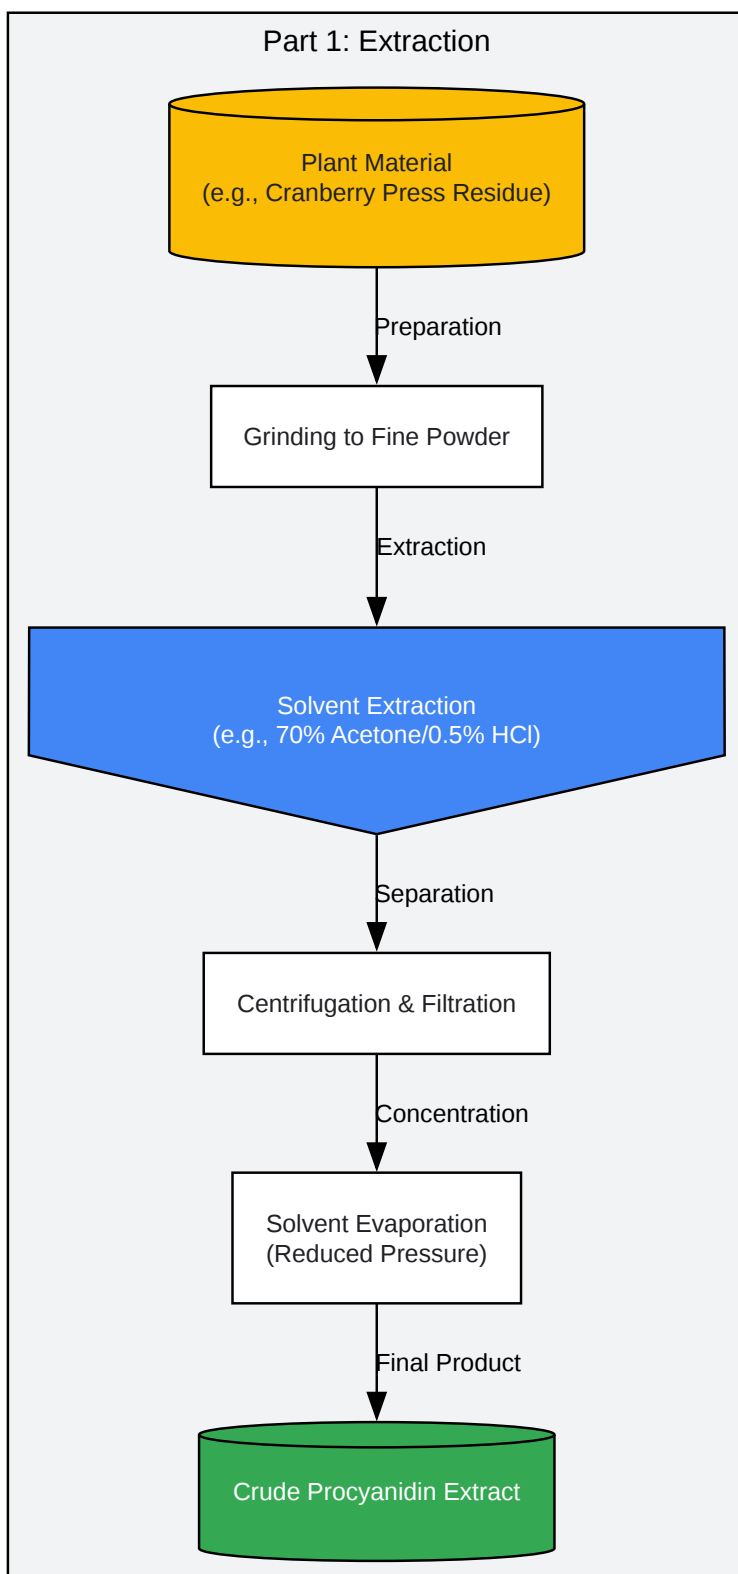 Part 1: Extraction
Plant Material
(e.g., Cranberry Press Residue)
Preparation
Grinding to Fine Powder
Extraction
Solvent Extraction
(e.g., 70% Acetone/0.5% HCl)
Separation
Centrifugation & Filtration
Concentration
Solvent Evaporation
(Reduced Pressure)
Final Product
Crude Procyanidin Extract